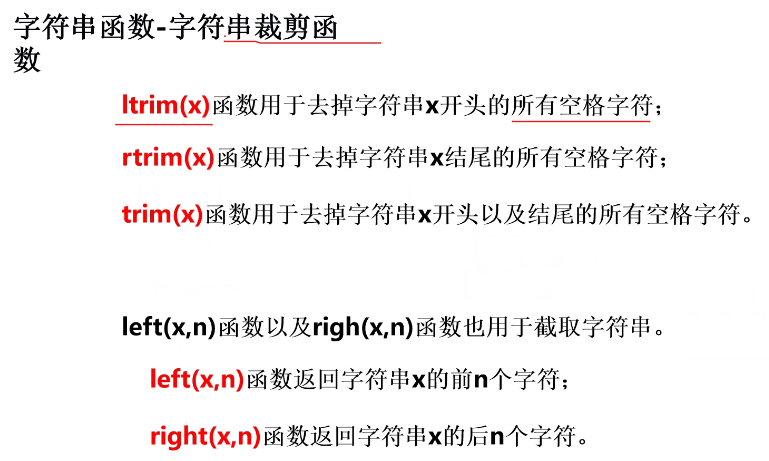 字符串函数-字符串裁剪函
数
ltrim(x)函数用于去掉字符串x开头的所有空格字符；
rtrim(x)函数用于去掉字符串x结尾的所有空格字符；
trim(x)函数用于去掉字符串x开头以及结尾的所有空格字符。
left(x,n)函数以及righ(x,n)函数也用于截取字符串。
left(x,n)函数返回字符串x的前n个字符；
right(x,n)函数返回字符串x的后n个字符。